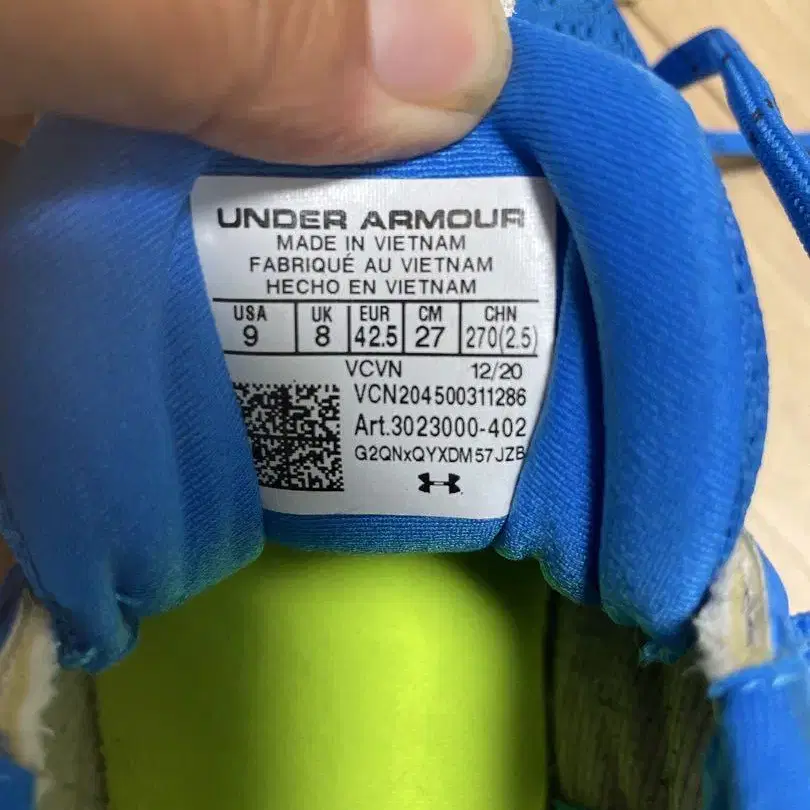 UNDER ARMOUR
MADE IN VIETNAM
FABRIQUÉ AU VIETNAM
HECHO EN VIETNAM
USA UK EUR CM CHN
9 8 42.5 27 270(2.5)
VCVN 12/20
VCN204500311286
Art.3023000-402
G2QNxQYXDM57JZB